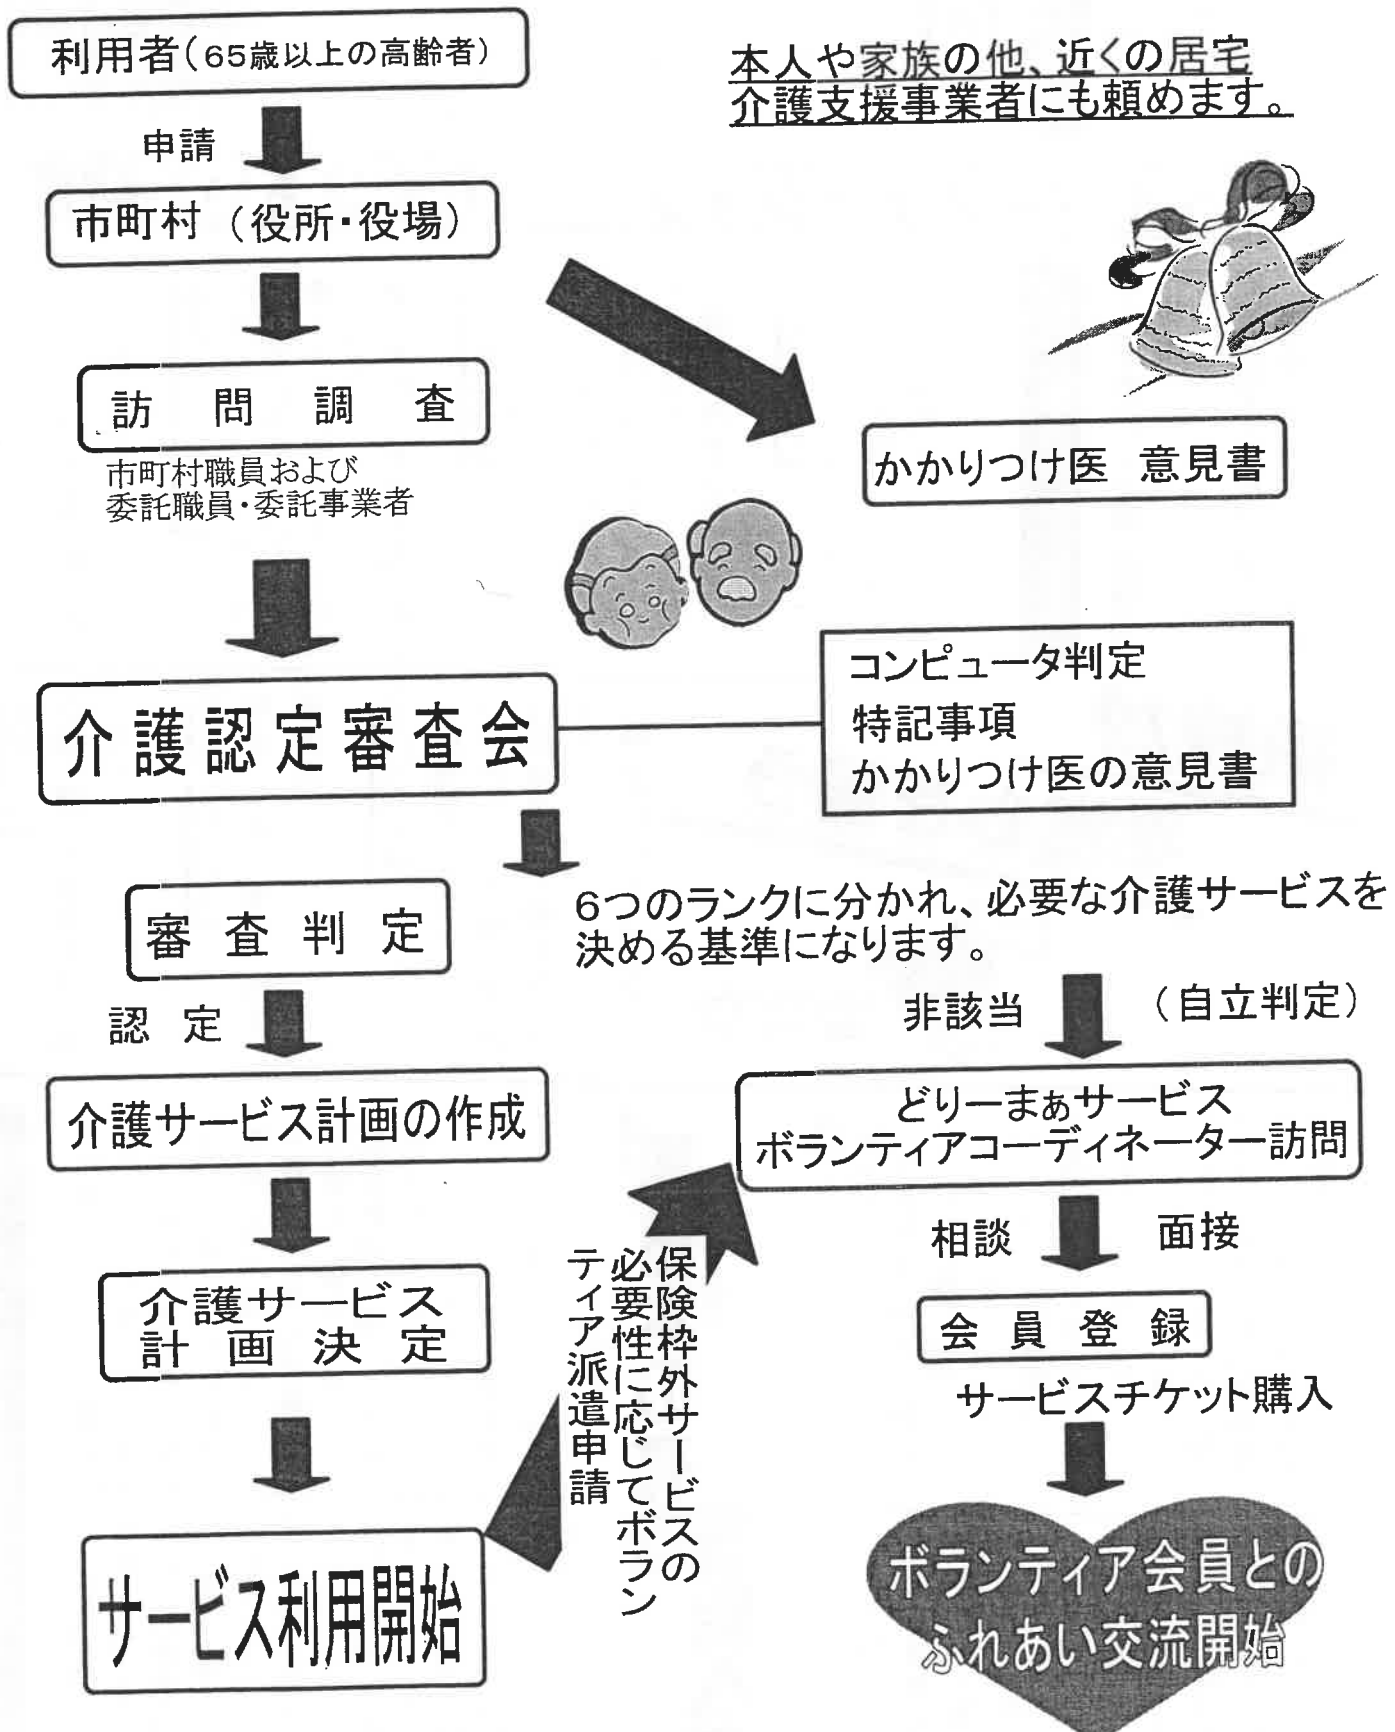 利用者(65歳以上の高齢者)
本人や家族の他、近くの居宅
介護支援事業者にも頼めます。
申請
市町村(役所・役場)
訪問調査
市町村職員および
委託職員・委託事業者
かかりつけ医 意見書
介護認定審査会
コンピュータ判定
特記事項
かかりつけ医の意見書
審査判定
6つのランクに分かれ、必要な介護サービスを
決める基準になります。
認定
非該当
(自立判定)
介護サービス計画の作成
どりーまぁサービス
ボランティアコーディネーター訪問
相談
面接
介護サービス
計画決定
保険枠外サービスの
必要性に応じてボラン
ティア派遣申請
会員登録
サービスチケット購入
サービス利用開始
ボランティア会員との
ふれあい交流開始